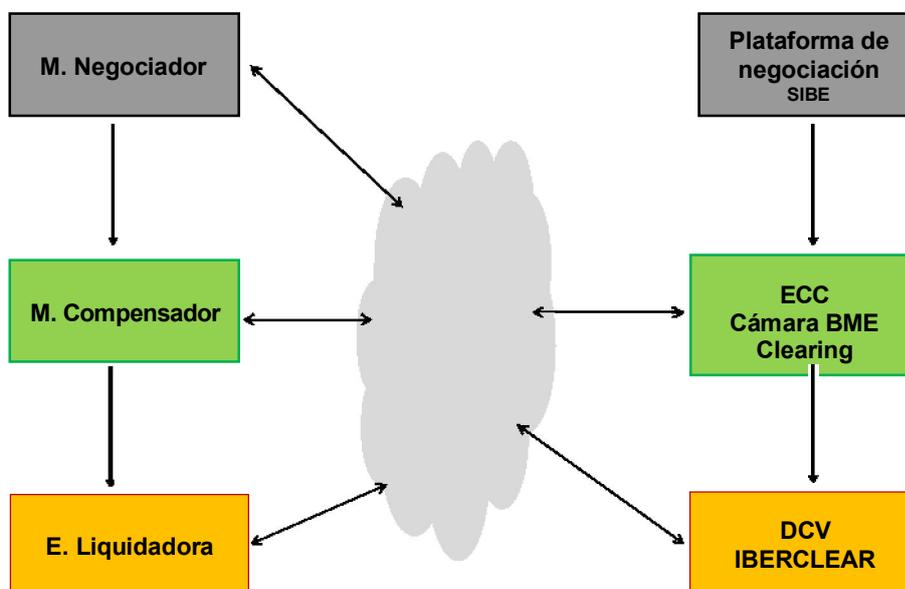 M. Negociador
Plataforma de
negociación
SIBE
M. Compensador
ECC
Cámara BME
Clearing
E. Liquidadora
DCV
IBERCLEAR